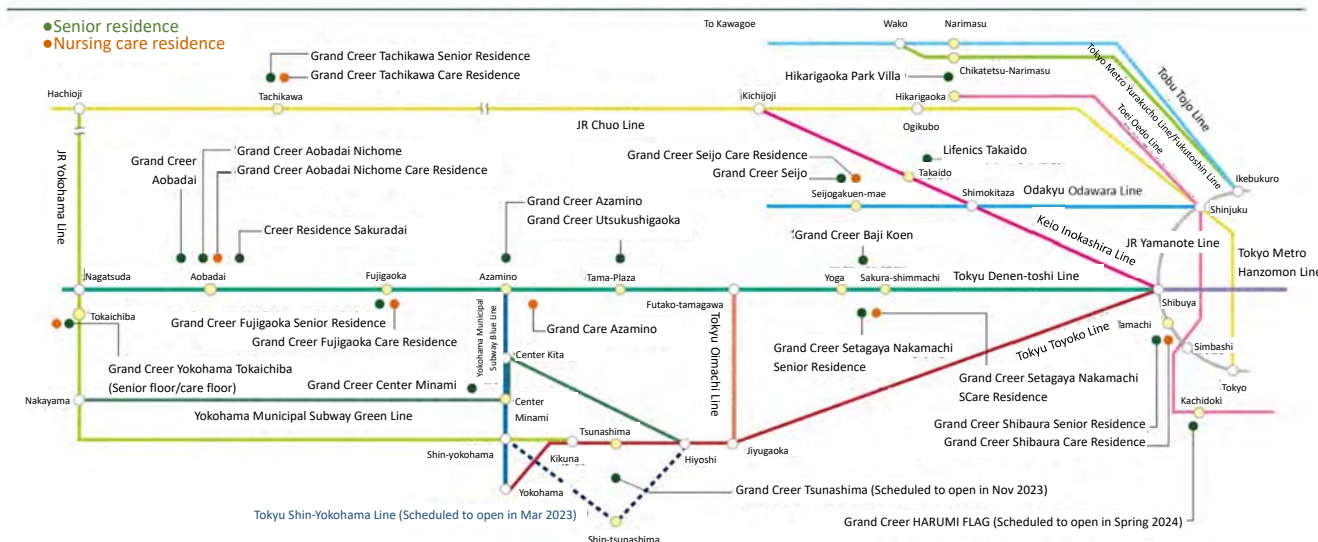 Senior residence
Nursing care residence
To Kawagoe
Wako
Narimasu
Grand Creer Tachikawa Senior Residence
Grand Creer Tachikawa Care Residence
Hikarigaoka Park Villa
Chikatetsu-Narimasu
Tobu Tojo Line
Tokyo Metro Yurakucho Line/Fukutoshin Line
Toei Oedo Line
Hachioji
Tachikawa
Kichijoji
Hikarigaoka
JR Chuo Line
Ogikubo
JR Yokohama Line
Grand Creer
Aobadai
Grand Creer Aobadai Nichome
Grand Creer Aobadai Nichome Care Residence
Grand Creer Seijo Care Residence
Grand Creer Seijo
Lifenics Takaido
Takaido
Ikebukuro
Seijogakuen-mae
Shimokitaza
Odakyu Odawara Line
Shinjuku
Creer Residence Sakuradai
Grand Creer Azamino
Grand Creer Utsukushigaoka
Grand Creer Baji Koen
Keio Inokashira Line
JR Yamanote Line
Tokyo Metro
Hanzomon Line
Nagatsuda
Aobadai
Fujigaoka
Azamino
Tama-Plaza
Futako-tamagawa
Yoga
Sakura-shimmachi
Tokyu Denen-toshi Line
Shibuya
Tokaichiba
Grand Creer Fujigaoka Senior Residence
Grand Creer Fujigaoka Care Residence
Yokohama Municipal
Subway Blue Line
Grand Care Azamino
Tokyu Oimachi Line
Tokyu Toyoko Line
Tamachi
Simbashi
Tokyo
Grand Creer Yokohama Tokaichiba
(Senior floor/care floor)
Center Kita
Grand Creer Setagaya Nakamachi
Senior Residence
Grand Creer Setagaya Nakamachi
SCare Residence
Grand Creer Center Minami
Center
Minami
Nakayama
Yokohama Municipal Subway Green Line
Kachidoki
Grand Creer Shibaura Senior Residence
Grand Creer Shibaura Care Residence
Shin-yokohama
Kikuna
Tsunashima
Hiyoshi
Jiyugaoka
Yokohama
Grand Creer Tsunashima (Scheduled to open in Nov 2023)
Tokyu Shin-Yokohama Line (Scheduled to open in Mar 2023)
Shin-tsunashima
Grand Creer HARUMI FLAG (Scheduled to open in Spring 2024)